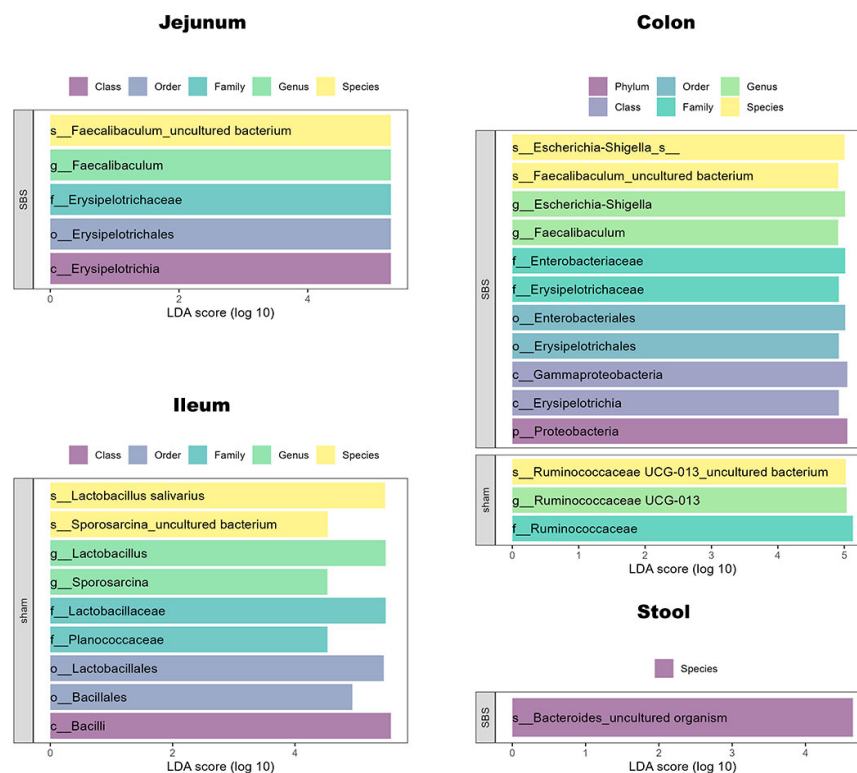 Jejunum
Class Order Family Genus Species
SBS
s__Faecalibaculum_uncultured bacterium
g__Faecalibaculum
f__Erysipelotrichaceae
o__Erysipelotrichales
c__Erysipelotrichia
0 2 4
LDA score (log 10)
Ileum
Class Order Family Genus Species
sham
s__Lactobacillus salivarius
s__Sporosarcina_uncultured bacterium
g__Lactobacillus
g__Sporosarcina
f__Lactobacillaceae
f__Planococcaceae
o__Lactobacillales
o__Bacillales
c__Bacilli
0 2 4
LDA score (log 10)
Colon
Phylum Order Genus
Class Family Species
SBS
s__Escherichia-Shigella_s__
s__Faecalibaculum_uncultured bacterium
g__Escherichia-Shigella
g__Faecalibaculum
f__Enterobacteriaceae
f__Erysipelotrichaceae
o__Enterobacteriales
o__Erysipelotrichales
c__Gammaproteobacteria
c__Erysipelotrichia
p__Proteobacteria
sham
s__Ruminococcaceae UCG-013_uncultured bacterium
g__Ruminococcaceae UCG-013
f__Ruminococcaceae
0 1 2 3 4 5
LDA score (log 10)
Stool
Species
SBS
s__Bacteroides_uncultured organism
0 1 2 3 4
LDA score (log 10)